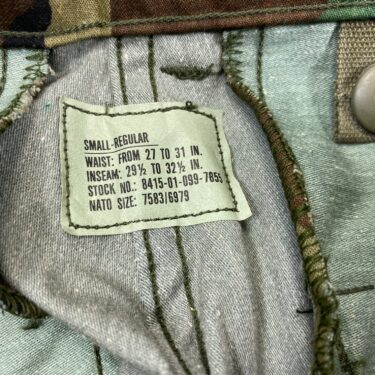 SMALL-REGULAR
WAIST: FROM 27 TO 31 IN.
INSEAM: 29½ TO 32½ IN.
STOCK NO.: 8415-01-099-7855
NATO SIZE: 7583/6979